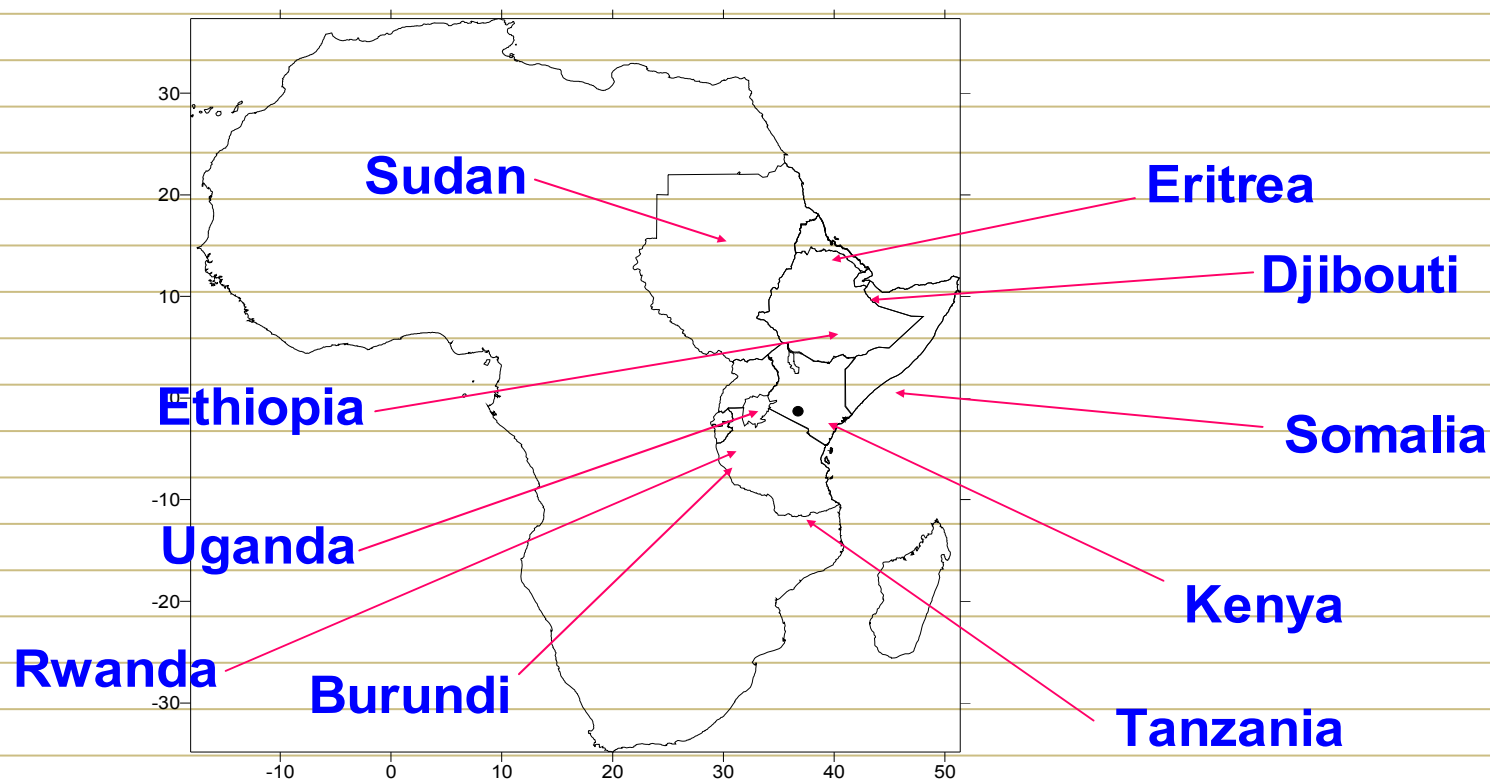 30
Sudan
Eritrea
20
Djibouti
10
Ethiopia
0
Somalia
-10
Uganda
-20
Kenya
Rwanda
Burundi
-30
Tanzania
-10 0 10 20 30 40 50